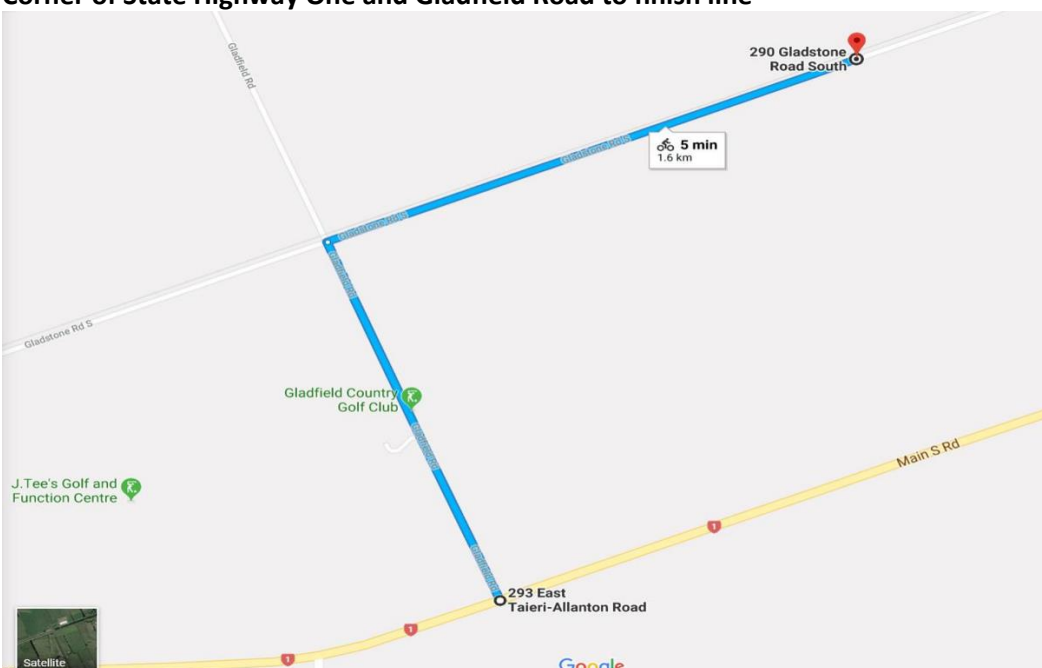 Corner of State Highway One and Gladfield Road to finish line
Gladfield Rd
290 Gladstone
Road South
5 min
1.6 km
Gladstone Rd S
Gladfield Country
Golf Club
J.Tee's Golf and
Function Centre
Main S Rd
1
293 East
Taieri-Allanton Road
1
1
Satellite
Google